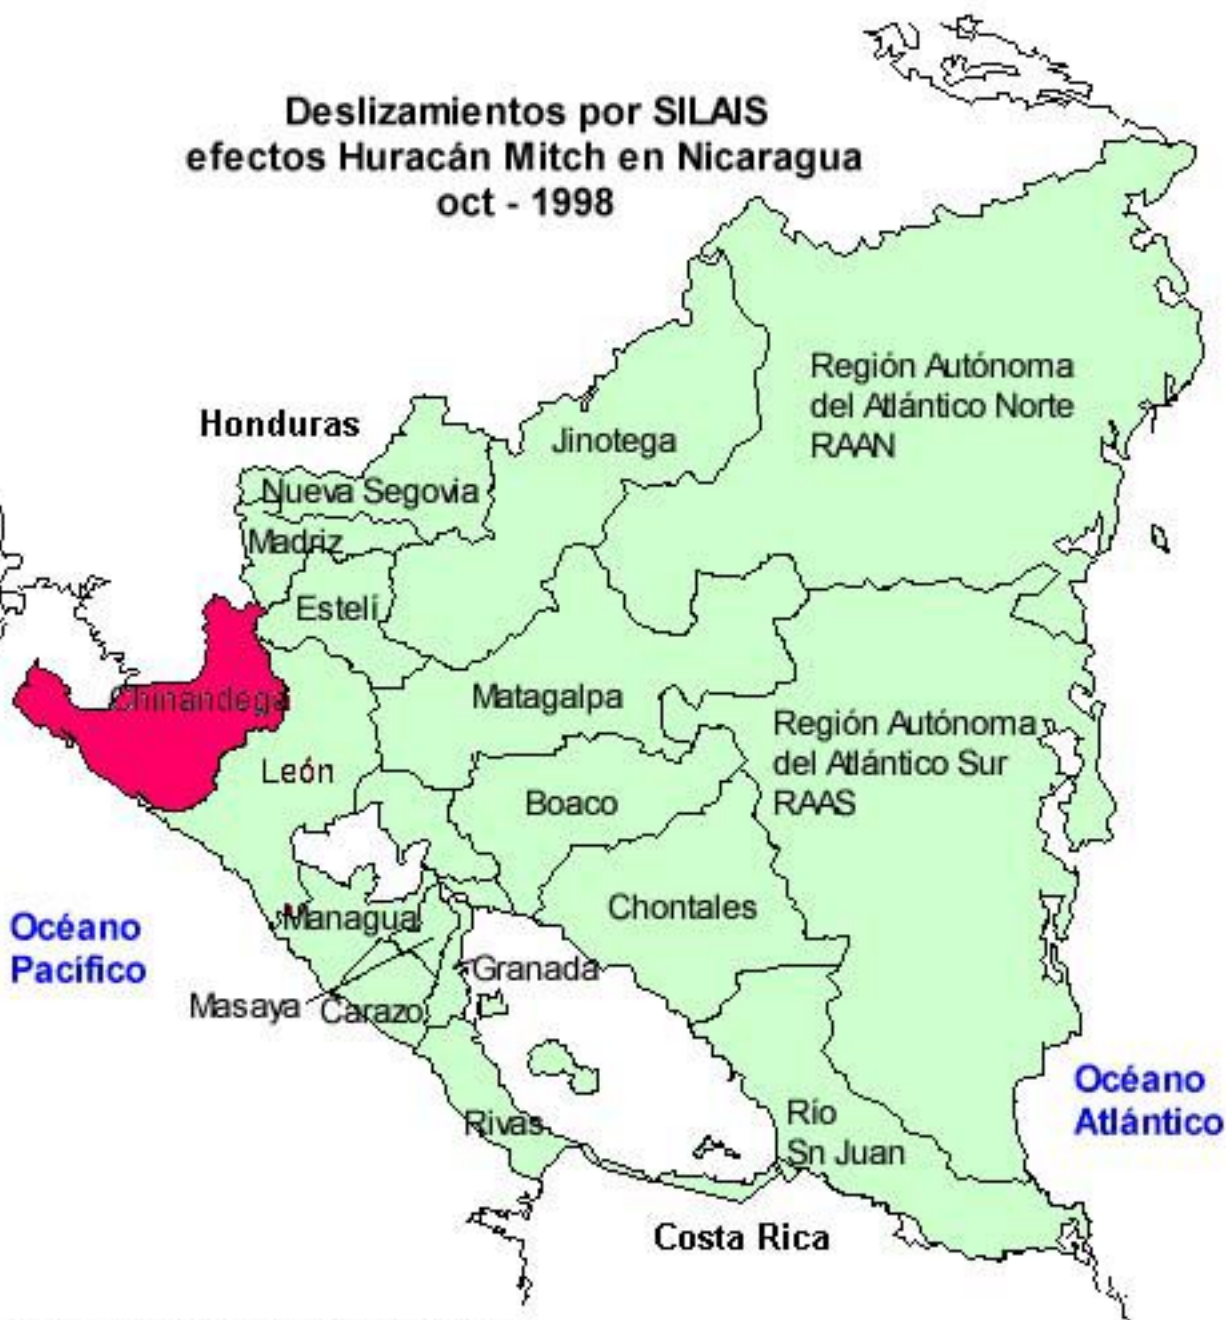 Deslizamientos por SILAIS
efectos Huracán Mitch en Nicaragua
oct - 1998
Región Autónoma
del Atlántico Norte
RAAN
Honduras
Jinotega
Nueva Segovia
Madriz
Estelí
Chinandega
Matagalpa
Región Autónoma
del Atlántico Sur
RAAS
León
Boaco
Chontales
Managua
Océano
Pacífico
Granada
Masaya
Carazo
Océano
Atlántico
Río
Sn Juan
Rivas
Costa Rica